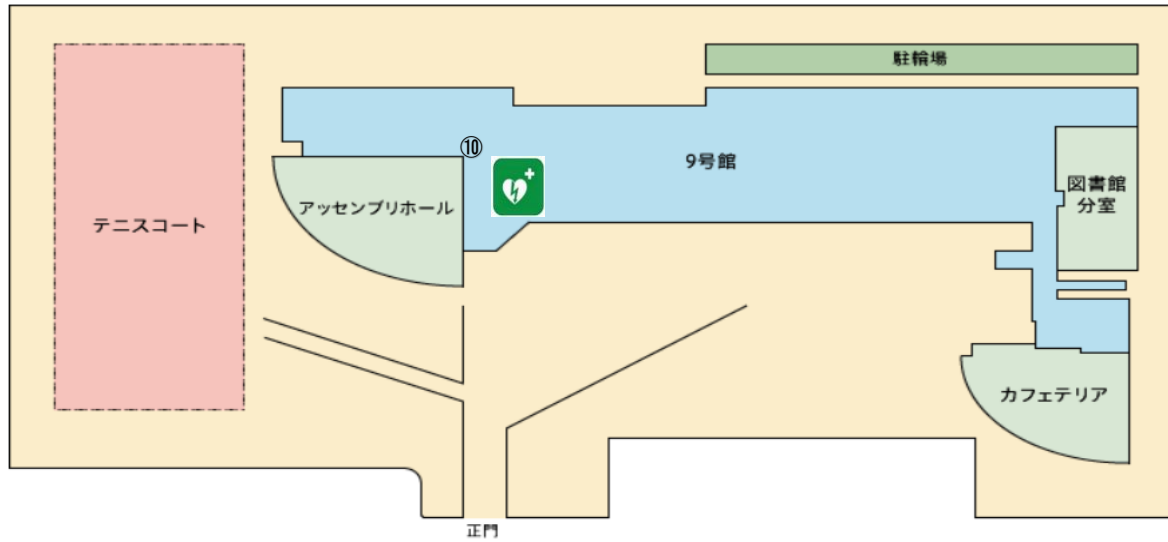 駐輪場
⑩
9号館
図書館
分室
アッセンブリホール
テニスコート
カフェテリア
正門